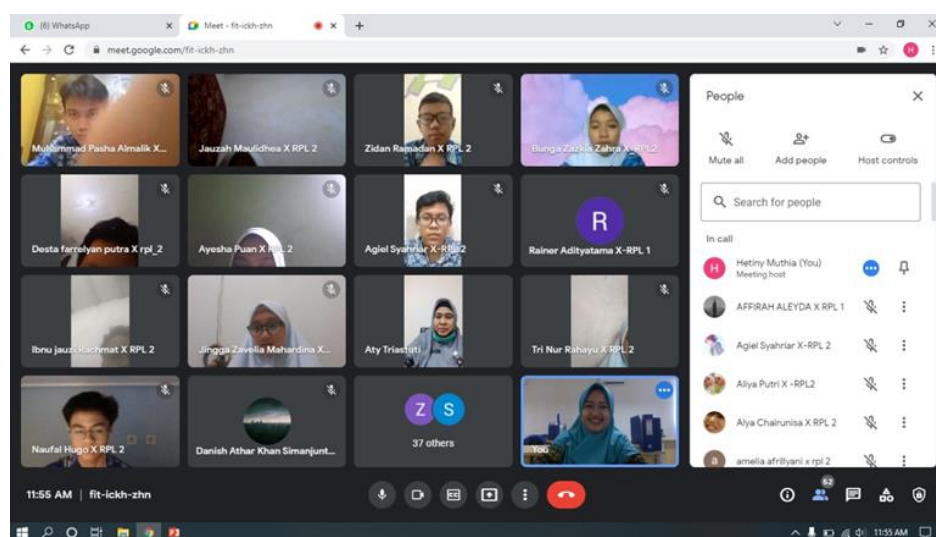 (6) WhatsApp
Meet - fit-ickh-zhn
meet.google.com/fit-ickh-zhn
H
Muhammad Pasha Almalik X...
Jauzah Maulidhea X RPL 2
Zidan Ramadan X RPL 2
Bunga Zazkia Zahra X-RPL2
Desta farrelyan putra X rpl_2
Ayesha Puan X RPL 2
Agiel Syahriar X-RPL 2
R
Rainer Adityatama X-RPL 1
Ibnu jauzi Rachmat X RPL 2
Jingga Zavelia Mahardina X...
Aty Triastuti
Tri Nur Rahayu X RPL 2
Naufal Hugo X RPL 2
Danish Athar Khan Simanjunt...
Z S
37 others
You
People
Mute all Add people Host controls
Search for people
In call
H
Hetiny Muthia (You)
Meeting host
AFFIRAH ALEYDA X RPL 1
Agiel Syahriar X-RPL 2
Aliya Putri X -RPL2
Alya Chairunisa X RPL 2
a
amelia afrillyani x rpl 2
11:55 AM | fit-ickh-zhn
52
11:55 AM